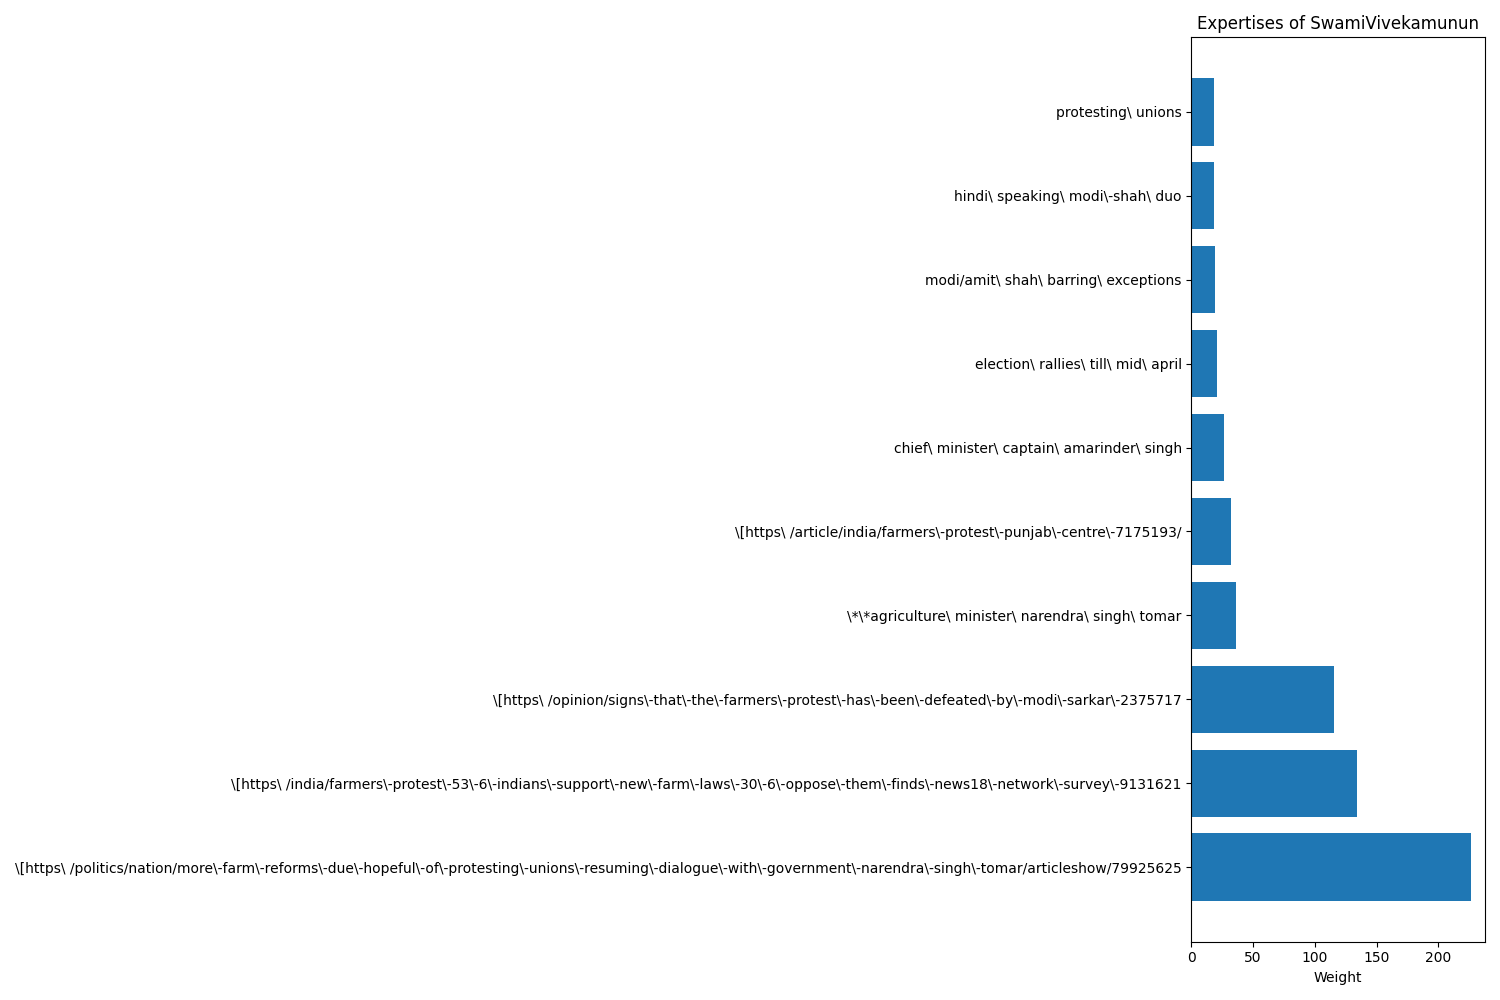 Expertises of SwamiVivekamunun
protesting\ unions
hindi\ speaking\ modi\-shah\ duo
modi/amit\ shah\ barring\ exceptions
election\ rallies\ till\ mid\ april
chief\ minister\ captain\ amarinder\ singh
\[https\ /article/india/farmers\-protest\-punjab\-centre\-7175193/
\*\*agriculture\ minister\ narendra\ singh\ tomar
\[https\ /opinion/signs\-that\-the\-farmers\-protest\-has\-been\-defeated\-by\-modi\-sarkar\-2375717
\[https\ /india/farmers\-protest\-53\-6\-indians\-support\-new\-farm\-laws\-30\-6\-oppose\-them\-finds\-news18\-network\-survey\-9131621
\[https\ /politics/nation/more\-farm\-reforms\-due\-hopeful\-of\-protesting\-unions\-resuming\-dialogue\-with\-government\-narendra\-singh\-tomar/articleshow/79925625
0 50 100 150 200
Weight